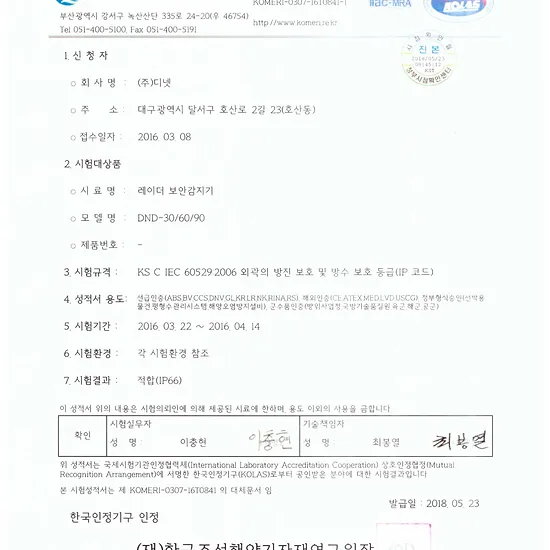 부산광역시 강서구 녹산산단 335로 24-20(우 46754)
Tel 051-400-5100, Fax 051-400-5191
KOMERI-0307-16T0841-1
http://www.komeri.re.kr
ilac-MRA
KOLAS
진 본
2018/05/23
1. 신 청 자
○ 회 사 명 : (주)디넷
○ 주 소 : 대구광역시 달서구 호산로 2길 23(호산동)
○ 접수일자 : 2016. 03. 08
2. 시험대상품
○ 시 료 명 : 레이더 보안감지기
○ 모 델 명 : DND-30/60/90
○ 제품번호 : -
3. 시험규격 : KS C IEC 60529:2006 외곽의 방진 보호 및 방수 보호 등급(IP 코드)
4. 성적서 용도: 선급인증(ABS,BV,CCS,DNV,GL,KR,LR,NK,RINA,RS), 해외인증(CE,ATEX,MED,LVD,USCG), 정부형식승인(선박용
물건,평형수관리시스템,해양오염방지설비), 군수품인증(방위사업청,국방기술품질원,육군,해군,공군)
5. 시험기간 : 2016. 03. 22 ~ 2016. 04. 14
6. 시험환경 : 각 시험환경 참조
7. 시험결과 : 적합(IP66)
이 성적서 위의 내용은 시험의뢰인에 의해 제공된 시료에 한하며, 용도 이외의 사용을 금합니다.
확인
시험실무자
성 명 : 이충현 이충현
기술책임자
성 명 : 최봉열 최봉열
위 성적서는 국제시험기관인정협력체(International Laboratory Accreditation Cooperation) 상호인정협정(Mutual
Recognition Arrangement)에 서명한 한국인정기구(KOLAS)로부터 공인받은 분야에 대한 시험결과입니다
본 시험성적서는 제 KOMERI-0307-16T0841 의 대체문서 임
발급일 : 2018. 05. 23
한국인정기구 인정
(재)한국조선해양기자재연구원장